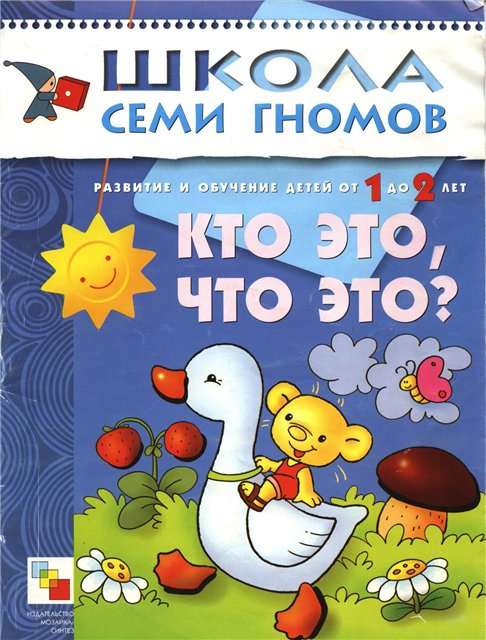 ШКОЛА
СЕМИ ГНОМОВ
РАЗВИТИЕ И ОБУЧЕНИЕ ДЕТЕЙ ОТ 1 ДО 2 ЛЕТ
КТО ЭТО,
ЧТО ЭТО?
ИЗДАТЕЛЬСТВО
МОЗАИКА-
СИНТЕЗ